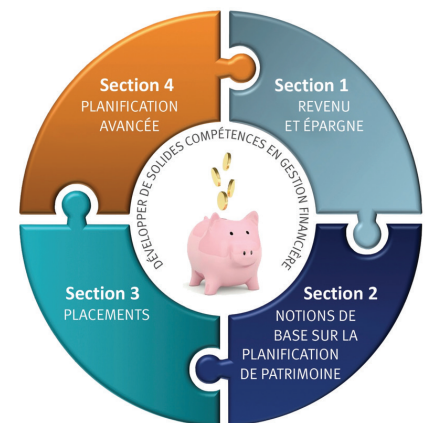 Section 1
REVENU
ET ÉPARGNE
Section 2
NOTIONS DE
BASE SUR LA
PLANIFICATION
DE PATRIMOINE
Section 3
PLACEMENTS
Section 4
PLANIFICATION
AVANCÉE
DÉVELOPPER DE SOLIDES COMPÉTENCES EN GESTION FINANCIÈRE